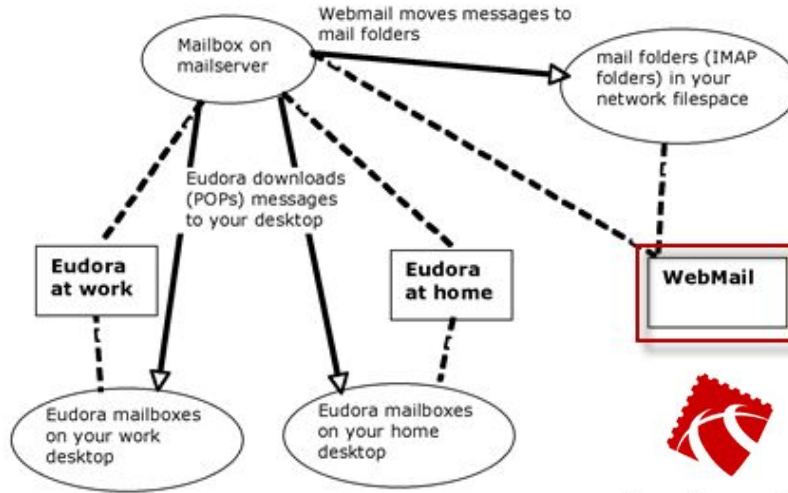 Webmail moves messages to
mail folders
Mailbox on
mailserver
mail folders (IMAP
folders) in your
network filespace
Eudora downloads
(POPs) messages
to your desktop
Eudora
at work
Eudora
at home
WebMail
Eudora mailboxes
on your work
desktop
Eudora mailboxes
on your home
desktop